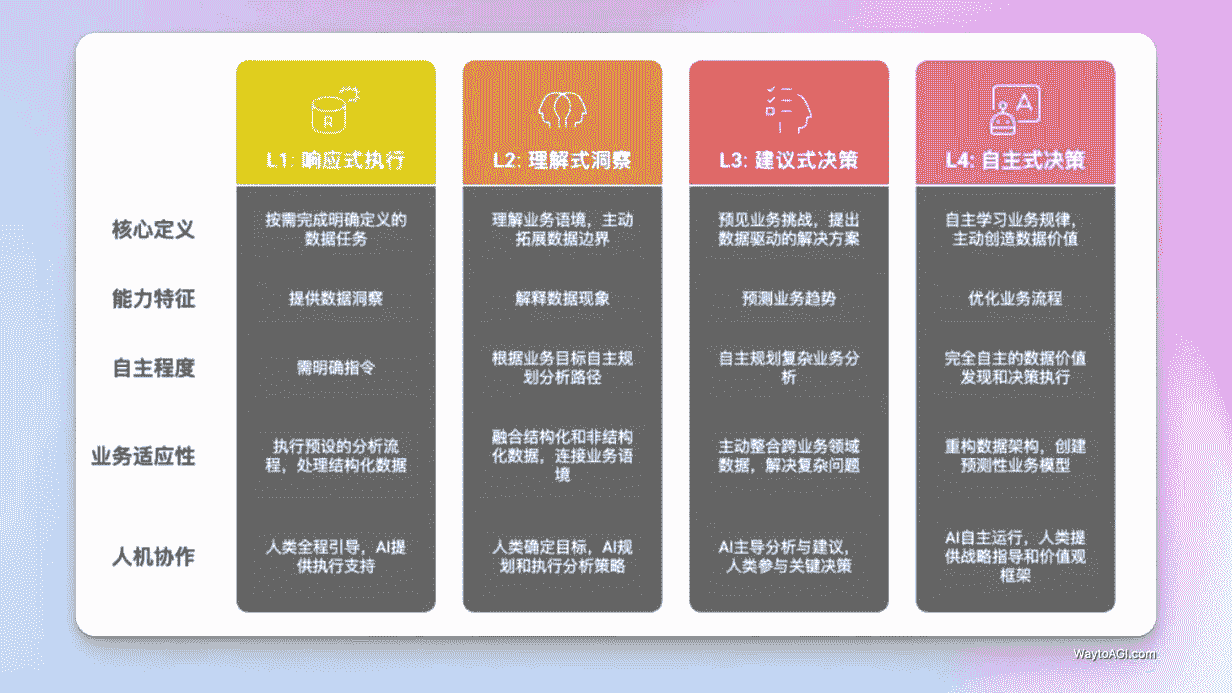 L1: 响应式执行
L2: 理解式洞察
L3: 建议式决策
L4: 自主式决策
核心定义
按需完成明确定义的
数据任务
理解业务语境，主动
拓展数据边界
预见业务挑战，提出
数据驱动的解决方案
自主学习业务规律，
主动创造数据价值
能力特征
提供数据洞察
解释数据现象
预测业务趋势
优化业务流程
自主程度
需明确指令
根据业务目标自主规
划分析路径
自主规划复杂业务分
析
完全自主的数据价值
发现和决策执行
业务适应性
执行预设的分析流
程，处理结构化数据
融合结构化和非结构
化数据，连接业务语
境
主动整合跨业务领域
数据，解决复杂问题
重构数据架构，创建
预测性业务模型
人机协作
人类全程引导，AI提
供执行支持
人类确定目标，AI规
划和执行分析策略
AI主导分析与建议，
人类参与关键决策
AI自主运行，人类提
供战略指导和价值观
框架
WaytoAGI.com